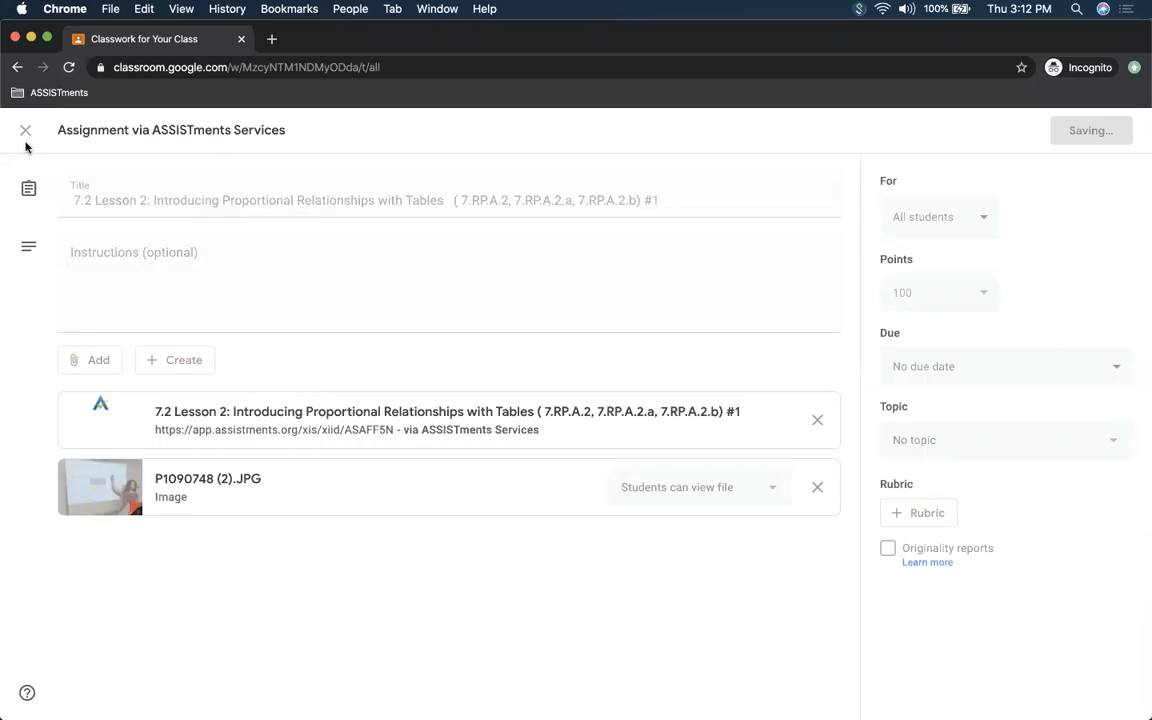 Chrome File Edit View History Bookmarks People Tab Window Help 100% Thu 3:12 PM
Classwork for Your Class
classroom.google.com/w/MzcyNTM1NDMyODda/t/all Incognito
ASSISTments
Assignment via ASSISTments Services Saving...
Title
7.2 Lesson 2: Introducing Proportional Relationships with Tables ( 7.RP.A.2, 7.RP.A.2.a, 7.RP.A.2.b) #1
Instructions (optional)
Add Create
7.2 Lesson 2: Introducing Proportional Relationships with Tables ( 7.RP.A.2, 7.RP.A.2.a, 7.RP.A.2.b) #1
https://app.assistments.org/xis/xiid/ASAFF5N - via ASSISTments Services
P1090748 (2).JPG
Image
Students can view file
For
All students
Points
100
Due
No due date
Topic
No topic
Rubric
+ Rubric
Originality reports
Learn more